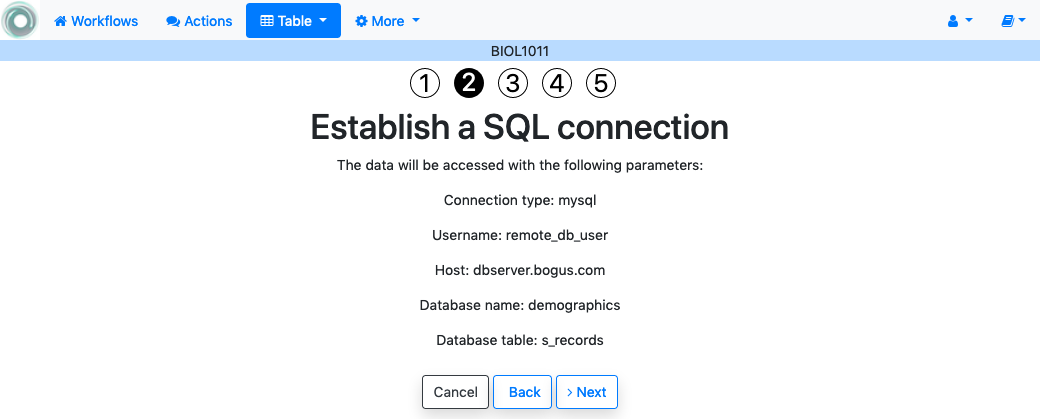 Workflows Actions Table More
BIOL1011
1 2 3 4 5
Establish a SQL connection
The data will be accessed with the following parameters:
Connection type: mysql
Username: remote_db_user
Host: dbserver.bogus.com
Database name: demographics
Database table: s_records
Cancel Back Next